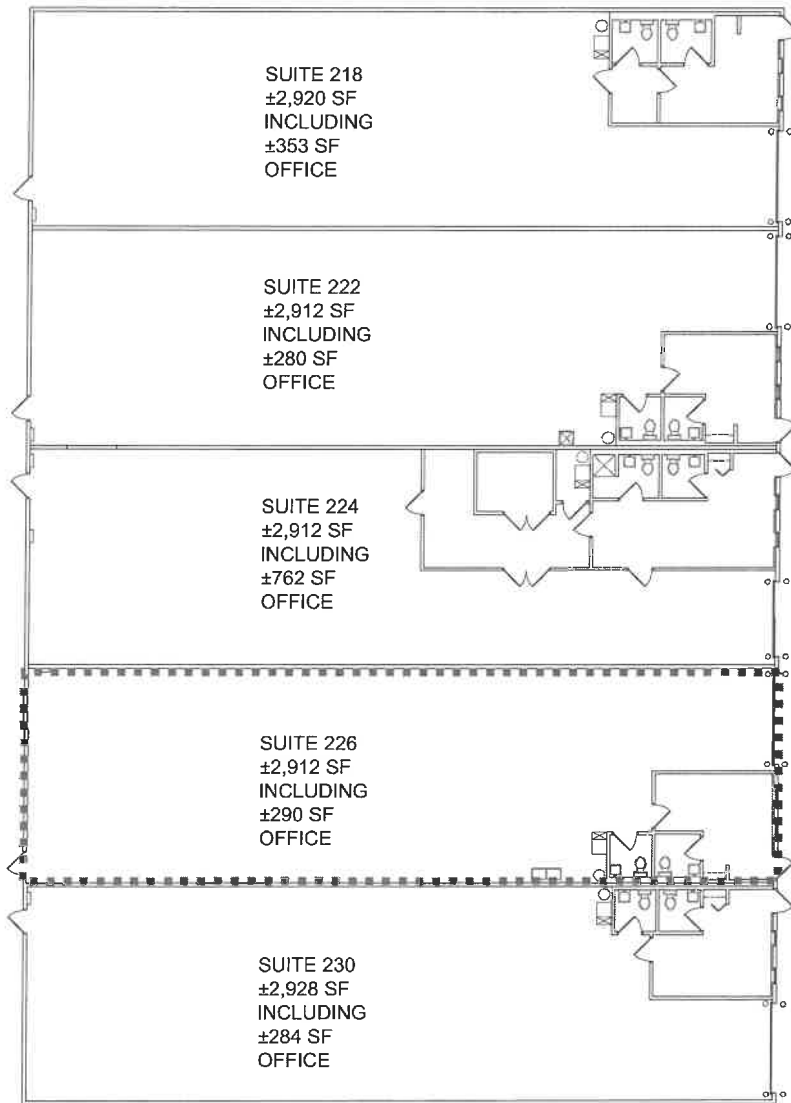 SUITE 218
±2,920 SF
INCLUDING
±353 SF
OFFICE
SUITE 222
±2,912 SF
INCLUDING
±280 SF
OFFICE
SUITE 224
±2,912 SF
INCLUDING
±762 SF
OFFICE
SUITE 226
±2,912 SF
INCLUDING
±290 SF
OFFICE
SUITE 230
±2,928 SF
INCLUDING
±284 SF
OFFICE